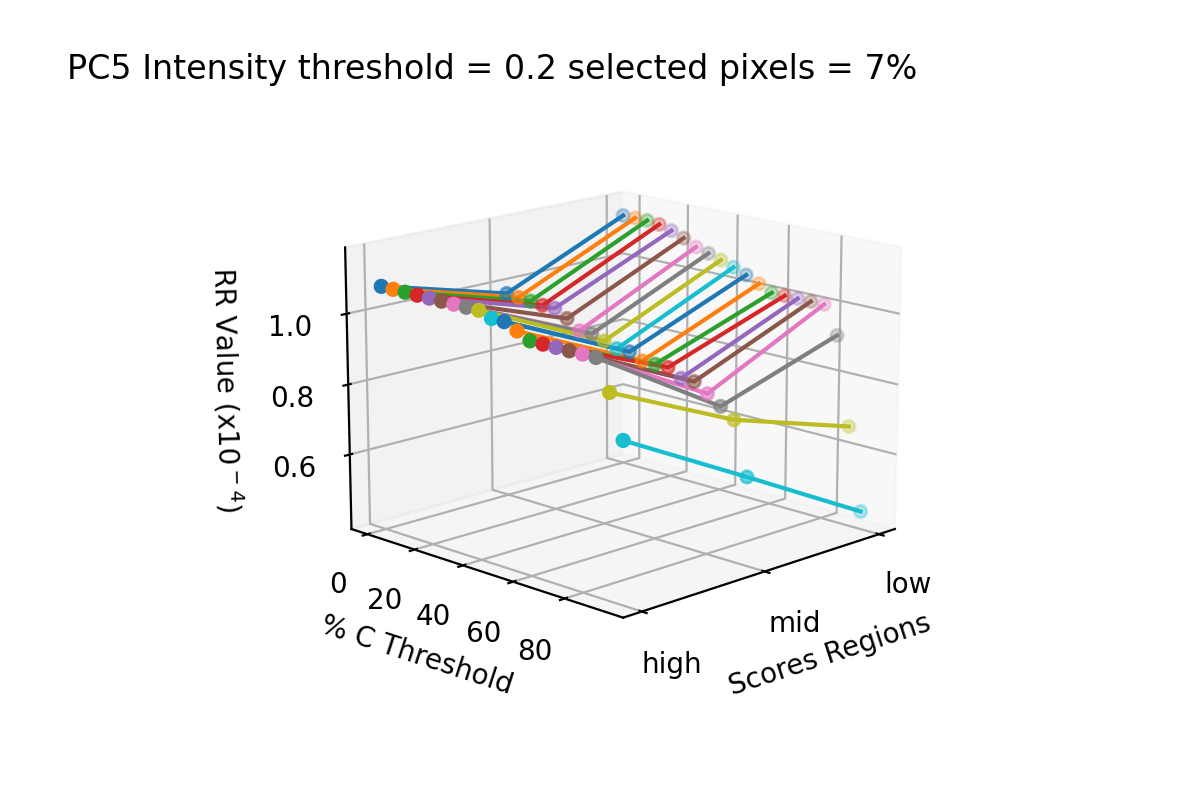 PC5 Intensity threshold = 0.2 selected pixels = 7%
RR Value (x10⁻⁴)
1.0
0.8
0.6
0
20
40
60
80
% C Threshold
high
mid
low
Scores Regions